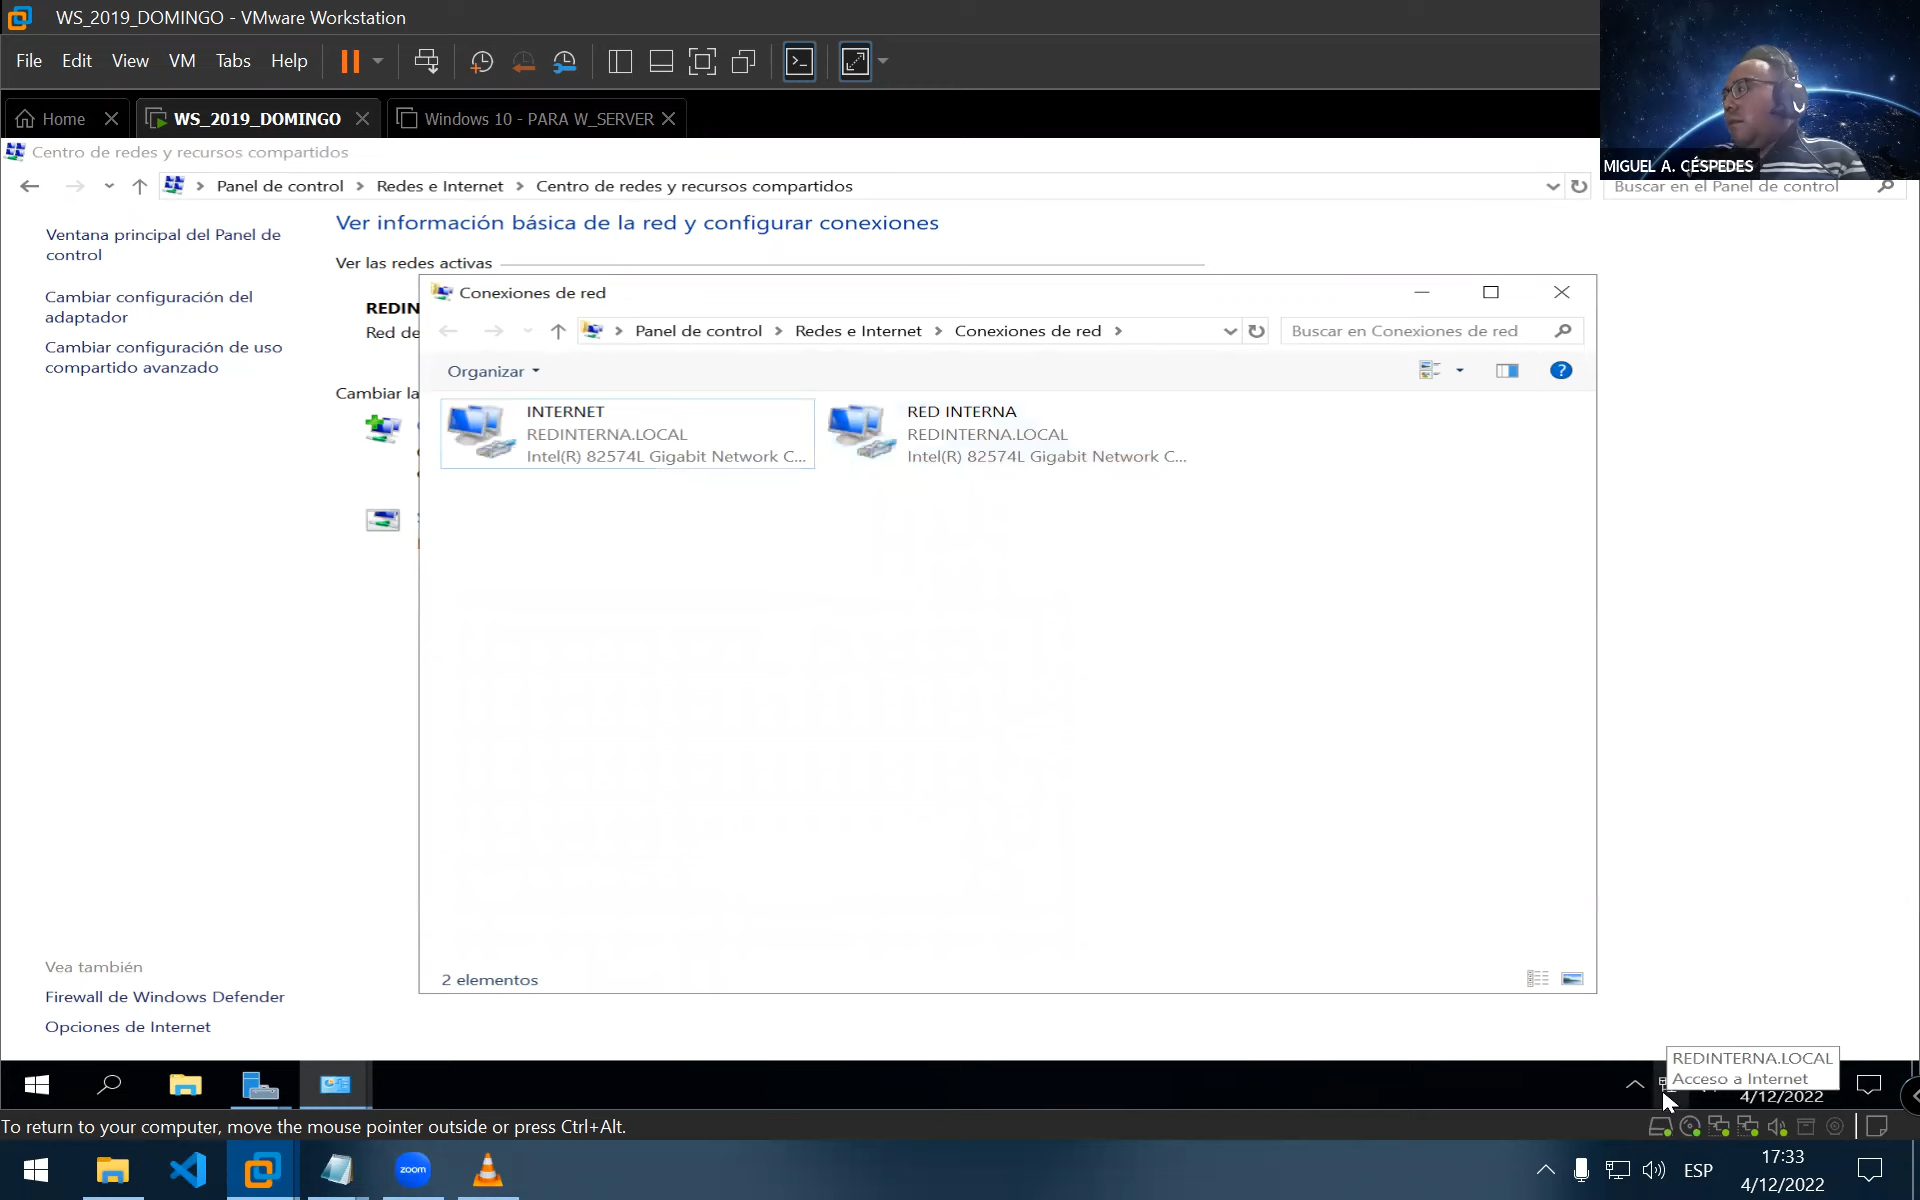 WS_2019_DOMINGO - VMware Workstation
File Edit View VM Tabs Help
Home WS_2019_DOMINGO Windows 10 - PARA W_SERVER
MIGUEL A. CÉSPEDES
Centro de redes y recursos compartidos
Panel de control Redes e Internet Centro de redes y recursos compartidos
Buscar en el Panel de control
Ventana principal del Panel de
control
Cambiar configuración del
adaptador
Cambiar configuración de uso
compartido avanzado
Ver información básica de la red y configurar conexiones
Ver las redes activas
REDIN
Red de
Cambiar la
Conexiones de red
Panel de control Redes e Internet Conexiones de red
Buscar en Conexiones de red
Organizar
INTERNET
REDINTERNA.LOCAL
Intel(R) 82574L Gigabit Network C...
RED INTERNA
REDINTERNA.LOCAL
Intel(R) 82574L Gigabit Network C...
2 elementos
Vea también
Firewall de Windows Defender
Opciones de Internet
REDINTERNA.LOCAL
Acceso a Internet
4/12/2022
To return to your computer, move the mouse pointer outside or press Ctrl+Alt.
zoom
ESP
17:33
4/12/2022